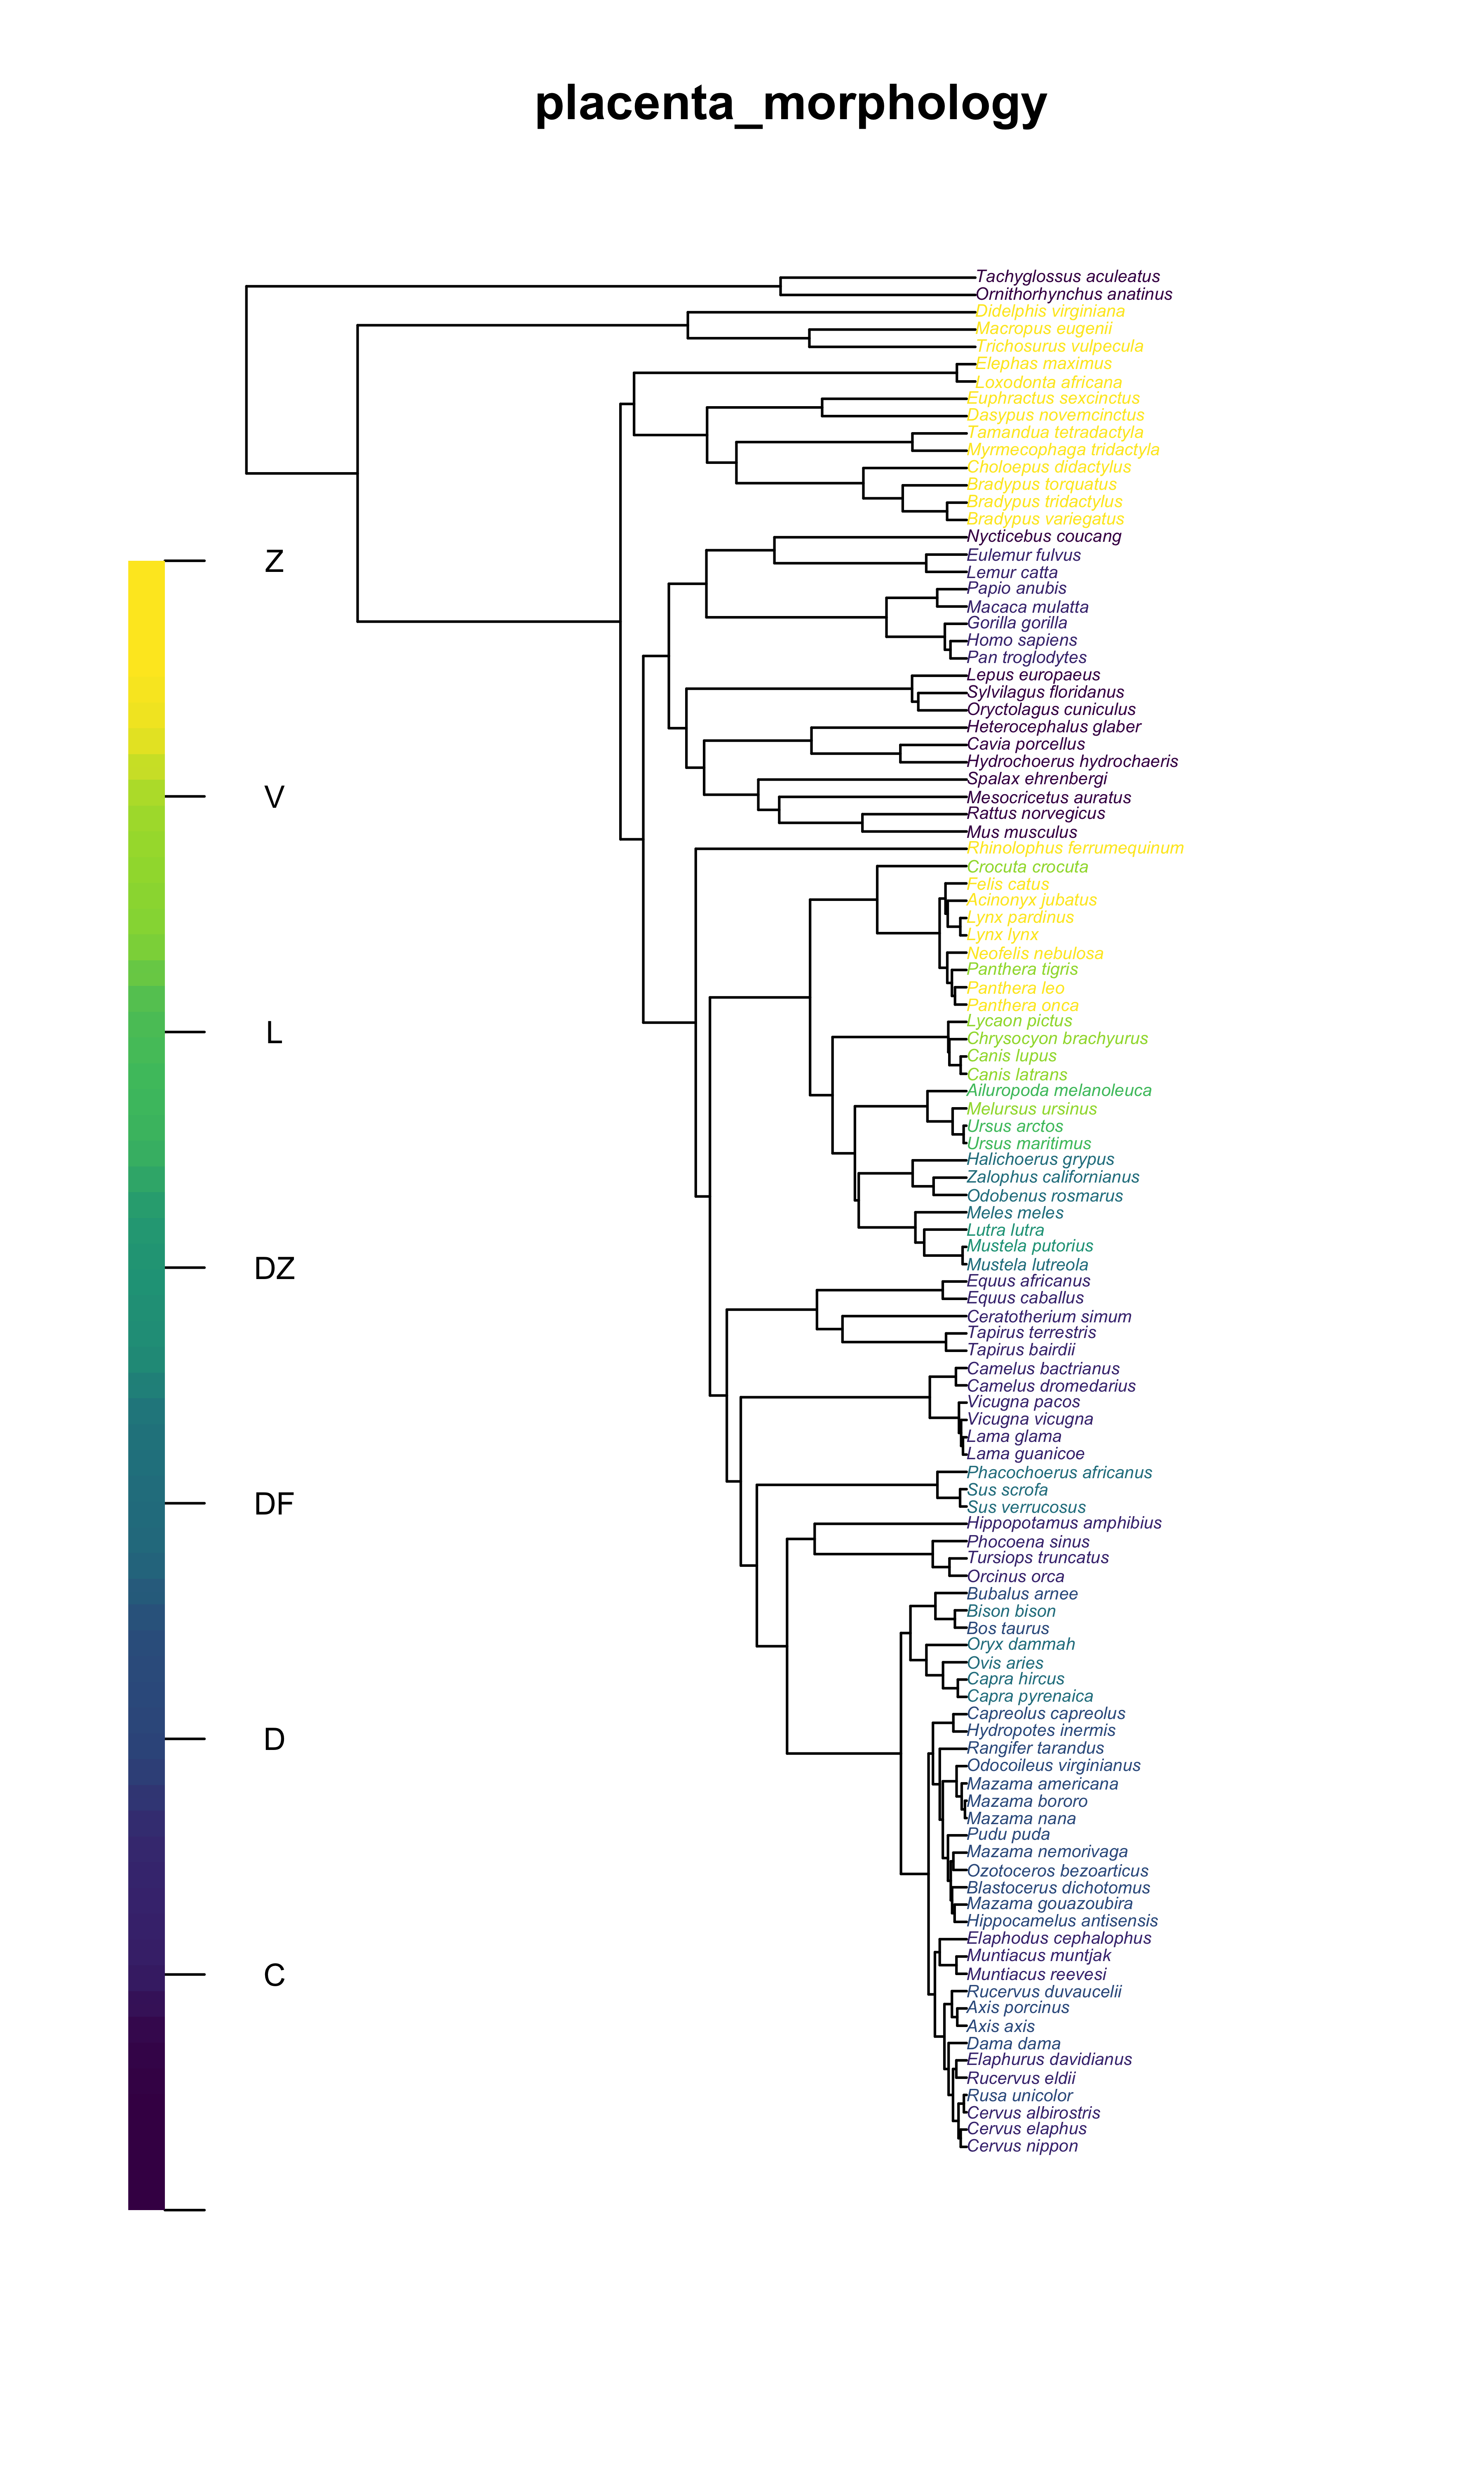 placenta_morphology
Tachyglossus aculeatus
Ornithorhynchus anatinus
Didelphis virginiana
Macropus eugenii
Trichosurus vulpecula
Elephas maximus
Loxodonta africana
Euphractus sexcinctus
Dasypus novemcinctus
Tamandua tetradactyla
Myrmecophaga tridactyla
Choloepus didactylus
Bradypus torquatus
Bradypus tridactylus
Bradypus variegatus
Nycticebus coucang
Eulemur fulvus
Lemur catta
Papio anubis
Macaca mulatta
Gorilla gorilla
Homo sapiens
Pan troglodytes
Lepus europaeus
Sylvilagus floridanus
Oryctolagus cuniculus
Heterocephalus glaber
Cavia porcellus
Hydrochoerus hydrochaeris
Spalax ehrenbergi
Mesocricetus auratus
Rattus norvegicus
Mus musculus
Rhinolophus ferrumequinum
Crocuta crocuta
Felis catus
Acinonyx jubatus
Lynx pardinus
Lynx lynx
Neofelis nebulosa
Panthera tigris
Panthera leo
Panthera onca
Lycaon pictus
Chrysocyon brachyurus
Canis lupus
Canis latrans
Ailuropoda melanoleuca
Melursus ursinus
Ursus arctos
Ursus maritimus
Halichoerus grypus
Zalophus californianus
Odobenus rosmarus
Meles meles
Lutra lutra
Mustela putorius
Mustela lutreola
Equus africanus
Equus caballus
Ceratotherium simum
Tapirus terrestris
Tapirus bairdii
Camelus bactrianus
Camelus dromedarius
Vicugna pacos
Vicugna vicugna
Lama glama
Lama guanicoe
Phacochoerus africanus
Sus scrofa
Sus verrucosus
Hippopotamus amphibius
Phocoena sinus
Tursiops truncatus
Orcinus orca
Bubalus arnee
Bison bison
Bos taurus
Oryx dammah
Ovis aries
Capra hircus
Capra pyrenaica
Capreolus capreolus
Hydropotes inermis
Rangifer tarandus
Odocoileus virginianus
Mazama americana
Mazama bororo
Mazama nana
Pudu puda
Mazama nemorivaga
Ozotoceros bezoarticus
Blastocerus dichotomus
Mazama gouazoubira
Hippocamelus antisensis
Elaphodus cephalophus
Muntiacus muntjak
Muntiacus reevesi
Rucervus duvaucelii
Axis porcinus
Axis axis
Dama dama
Elaphurus davidianus
Rucervus eldii
Rusa unicolor
Cervus albirostris
Cervus elaphus
Cervus nippon
Z
V
L
DZ
DF
D
C